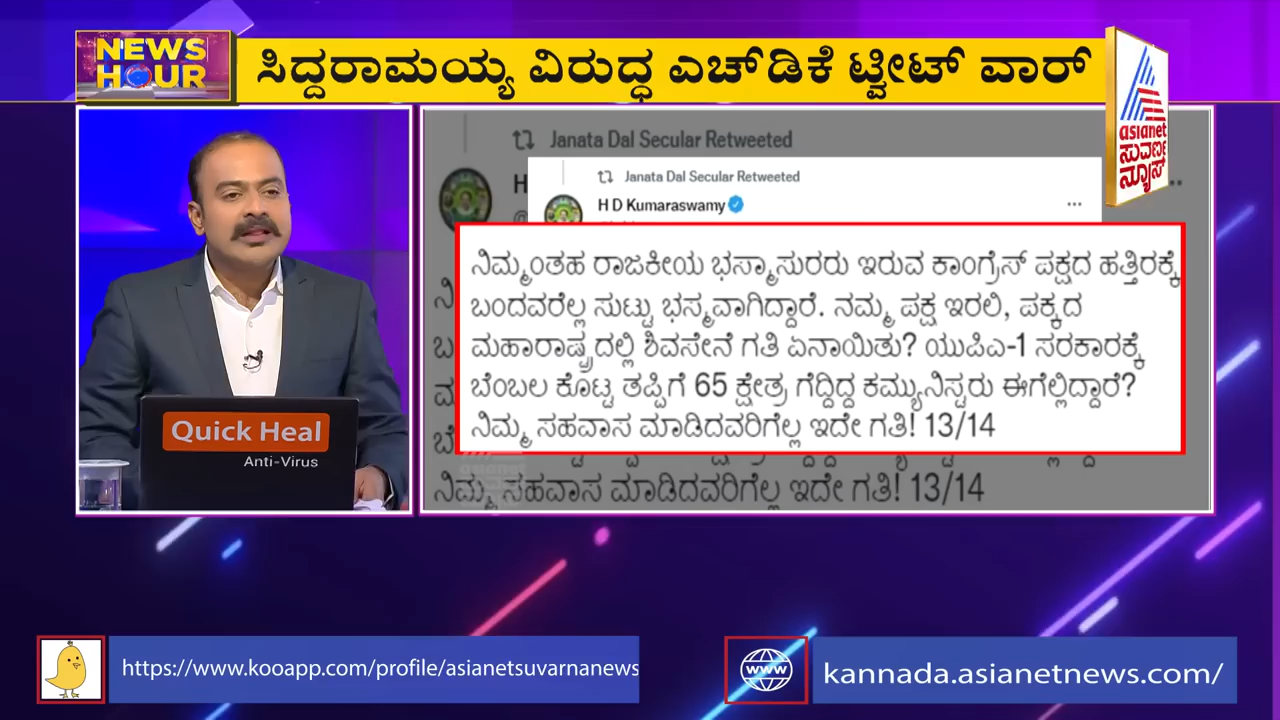 NEWS
HOUR
ಸಿದ್ದರಾಮಯ್ಯ ವಿರುದ್ಧ ಎಚ್‌ಡಿಕೆ ಟ್ವೀಟ್ ವಾರ್
asianet
ಸುವರ್ಣ
ನ್ಯೂಸ್
Janata Dal Secular Retweeted
Janata Dal Secular Retweeted
H D Kumaraswamy
ನಿಮ್ಮಂತಹ ರಾಜಕೀಯ ಭಸ್ಮಾಸುರರು ಇರುವ ಕಾಂಗ್ರೆಸ್ ಪಕ್ಷದ ಹತ್ತಿರಕ್ಕೆ
ಬಂದವರೆಲ್ಲ ಸುಟ್ಟು ಭಸ್ಮವಾಗಿದ್ದಾರೆ. ನಮ್ಮ ಪಕ್ಷ ಇರಲಿ, ಪಕ್ಕದ
ಮಹಾರಾಷ್ಟ್ರದಲ್ಲಿ ಶಿವಸೇನೆ ಗತಿ ಏನಾಯಿತು? ಯುಪಿಎ-1 ಸರಕಾರಕ್ಕೆ
ಬೆಂಬಲ ಕೊಟ್ಟ ತಪ್ಪಿಗೆ 65 ಕ್ಷೇತ್ರ ಗೆದ್ದಿದ್ದ ಕಮ್ಯುನಿಸ್ಟರು ಈಗೆಲ್ಲಿದ್ದಾರೆ?
ನಿಮ್ಮ ಸಹವಾಸ ಮಾಡಿದವರಿಗೆಲ್ಲ ಇದೇ ಗತಿ! 13/14
ನಿಮ್ಮ ಸಹವಾಸ ಮಾಡಿದವರಿಗೆಲ್ಲ ಇದೇ ಗತಿ! 13/14
Quick Heal
Anti-Virus
https://www.kooapp.com/profile/asianetsuvarnanews
www
kannada.asianetnews.com/